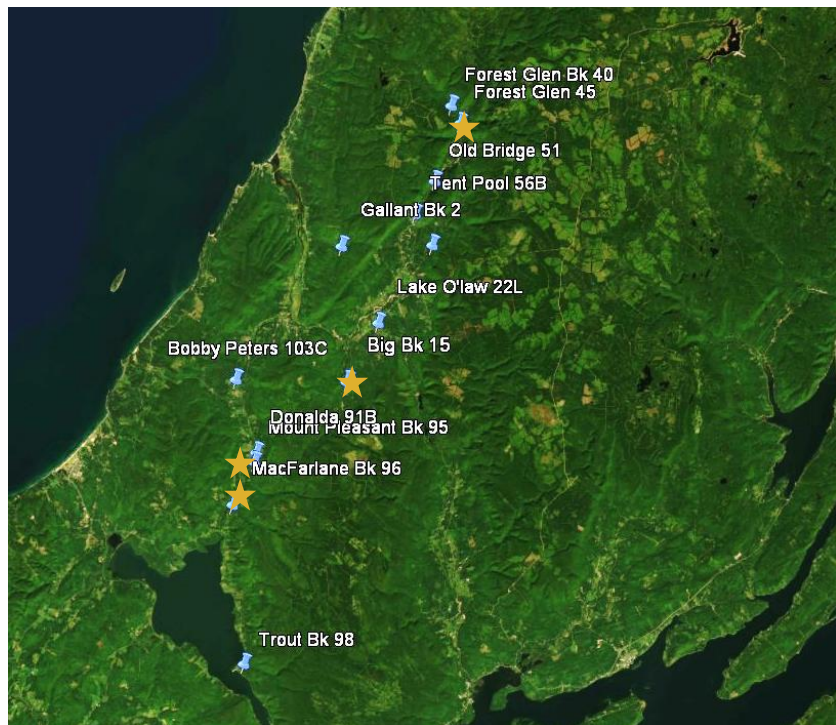 Forest Glen Bk 40
Forest Glen 45
Old Bridge 51
Tent Pool 56B
Gallant Bk 2
Lake O'law 22L
Big Bk 15
Bobby Peters 103C
Donalda 91B
Mount Pleasant Bk 95
MacFarlane Bk 96
Trout Bk 98